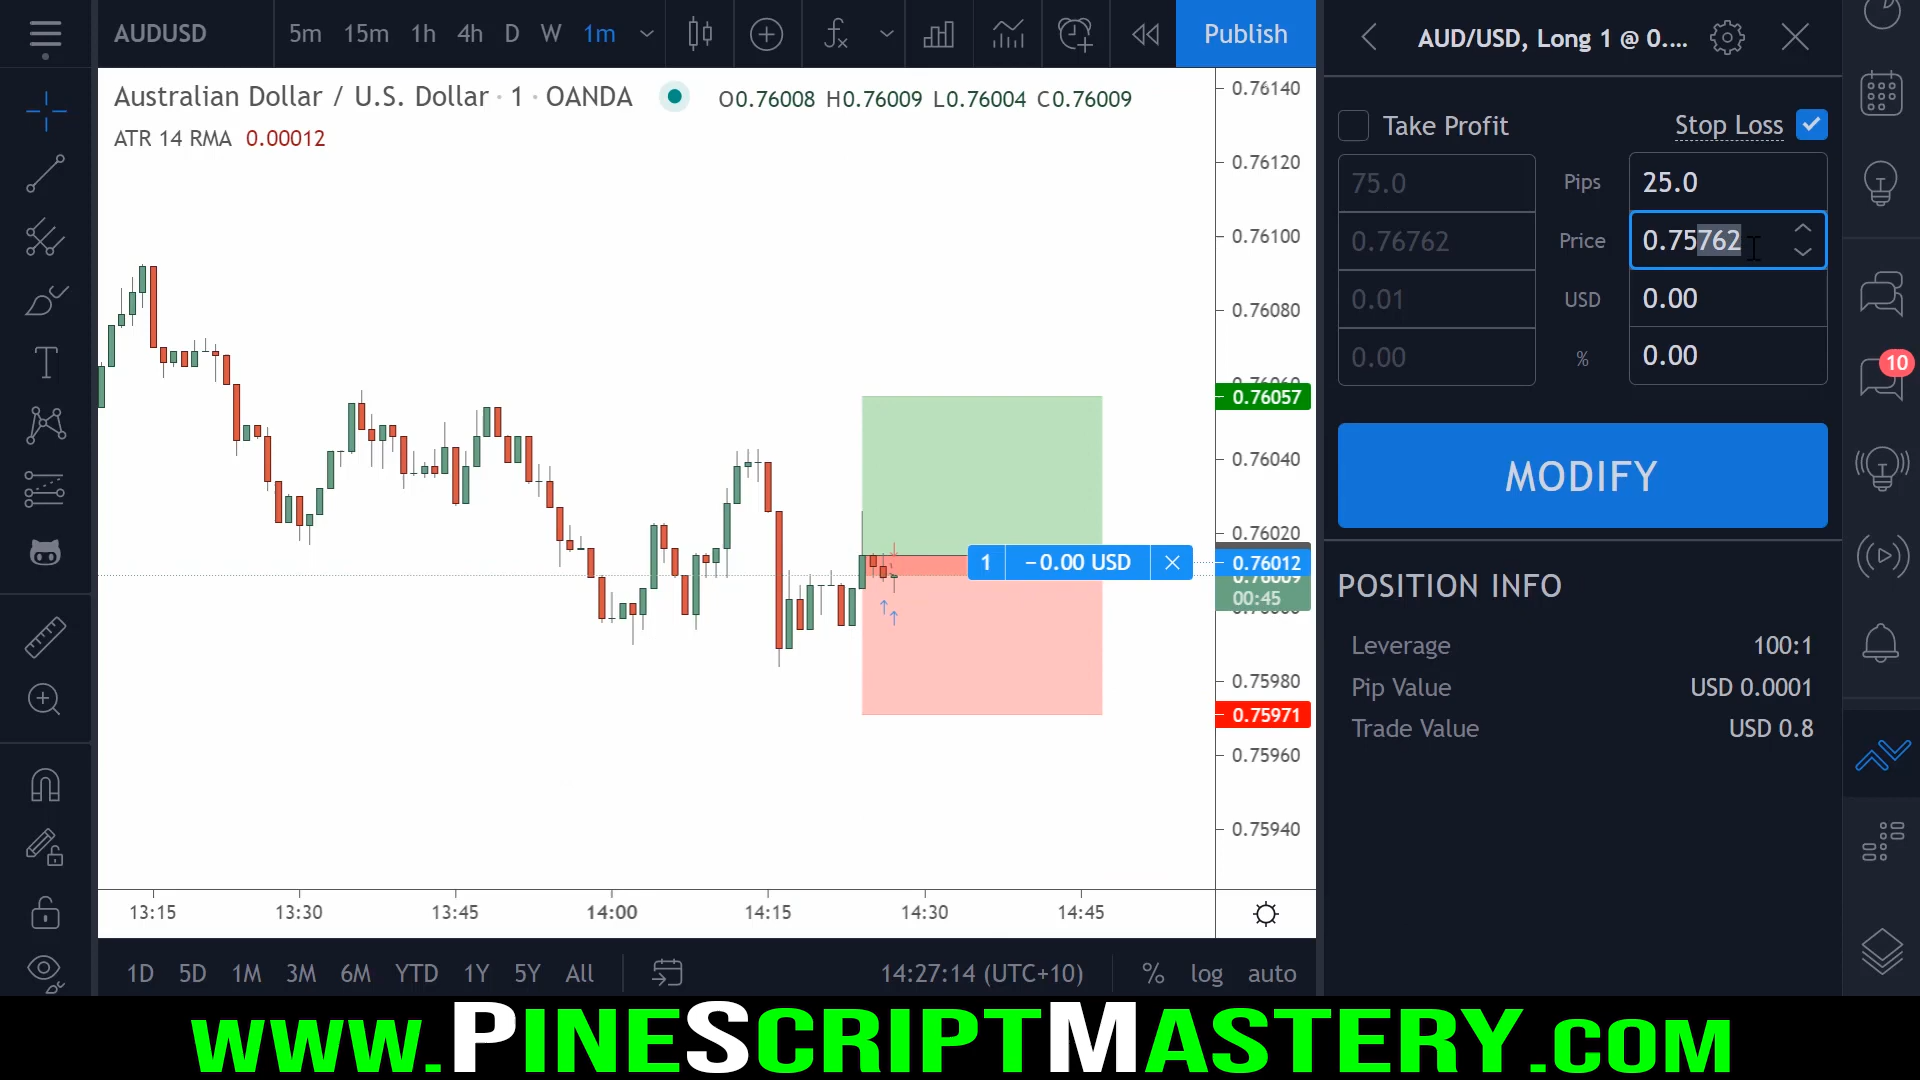 AUDUSD 5m 15m 1h 4h D W 1m Publish AUD/USD, Long 1 @ 0....
Australian Dollar / U.S. Dollar · 1 · OANDA O0.76008 H0.76009 L0.76004 C0.76009
ATR 14 RMA 0.00012
0.76140
0.76120
0.76100
0.76080
0.76057
0.76040
0.76020
0.76012
0.76009
00:45
0.75980
0.75971
0.75960
0.75940
1 −0.00 USD
13:15 13:30 13:45 14:00 14:15 14:30 14:45
1D 5D 1M 3M 6M YTD 1Y 5Y All 14:27:14 (UTC+10) % log auto
Take Profit Stop Loss
75.0 Pips 25.0
0.76762 Price 0.75762
0.01 USD 0.00
0.00 % 0.00
MODIFY
POSITION INFO
Leverage 100:1
Pip Value USD 0.0001
Trade Value USD 0.8
10
www.PineScriptMastery.com